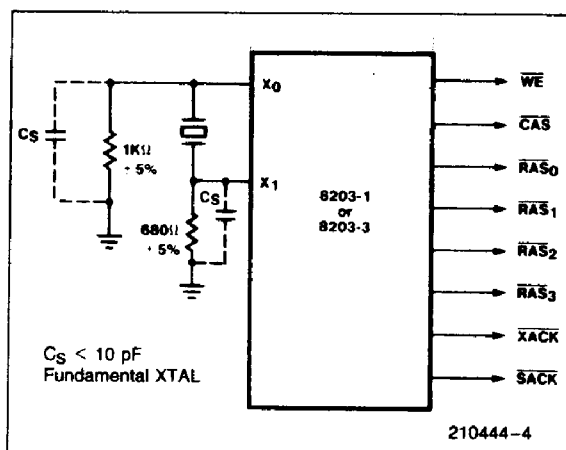 X0
WE
CS
1KΩ
± 5%
CAS
X1
CS
RAS0
8203-1
or
8203-3
RAS1
680Ω
± 5%
RAS2
RAS3
XACK
CS < 10 pF
Fundamental XTAL
SACK
210444-4